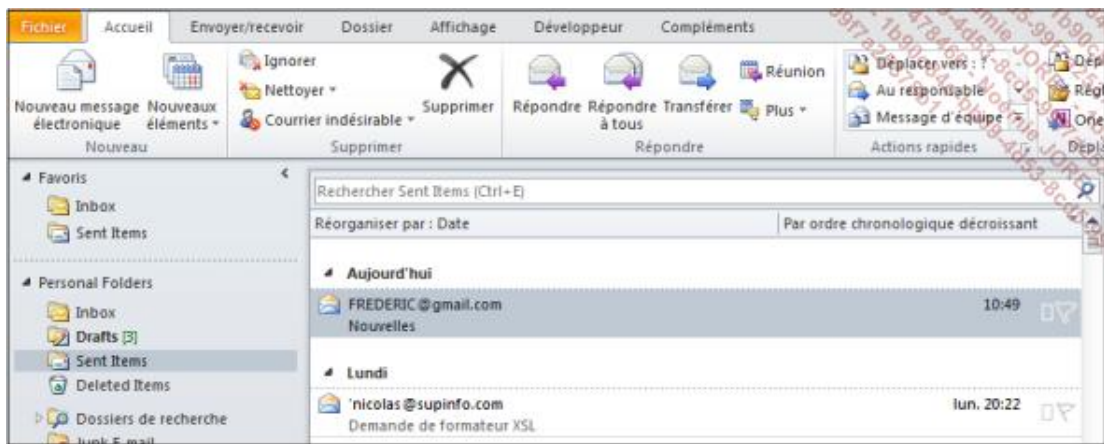 Fichier Accueil Envoyer/recevoir Dossier Affichage Développeur Compléments
Nouveau message électronique
Nouveaux éléments
Nouveau
Ignorer
Nettoyer
Courrier indésirable
Supprimer
Supprimer
Répondre
Répondre à tous
Transférer
Réunion
Plus
Répondre
Déplacer vers : ?
Au responsable
Message d'équipe
Actions rapides
Favoris
Inbox
Sent Items
Personal Folders
Inbox
Drafts [3]
Sent Items
Deleted Items
Dossiers de recherche
Junk E-mail
Rechercher Sent Items (Ctrl+E)
Réorganiser par : Date Par ordre chronologique décroissant
Aujourd'hui
FREDERIC@gmail.com 10:49
Nouvelles
Lundi
'nicolas@supinfo.com lun. 20:22
Demande de formateur XSL